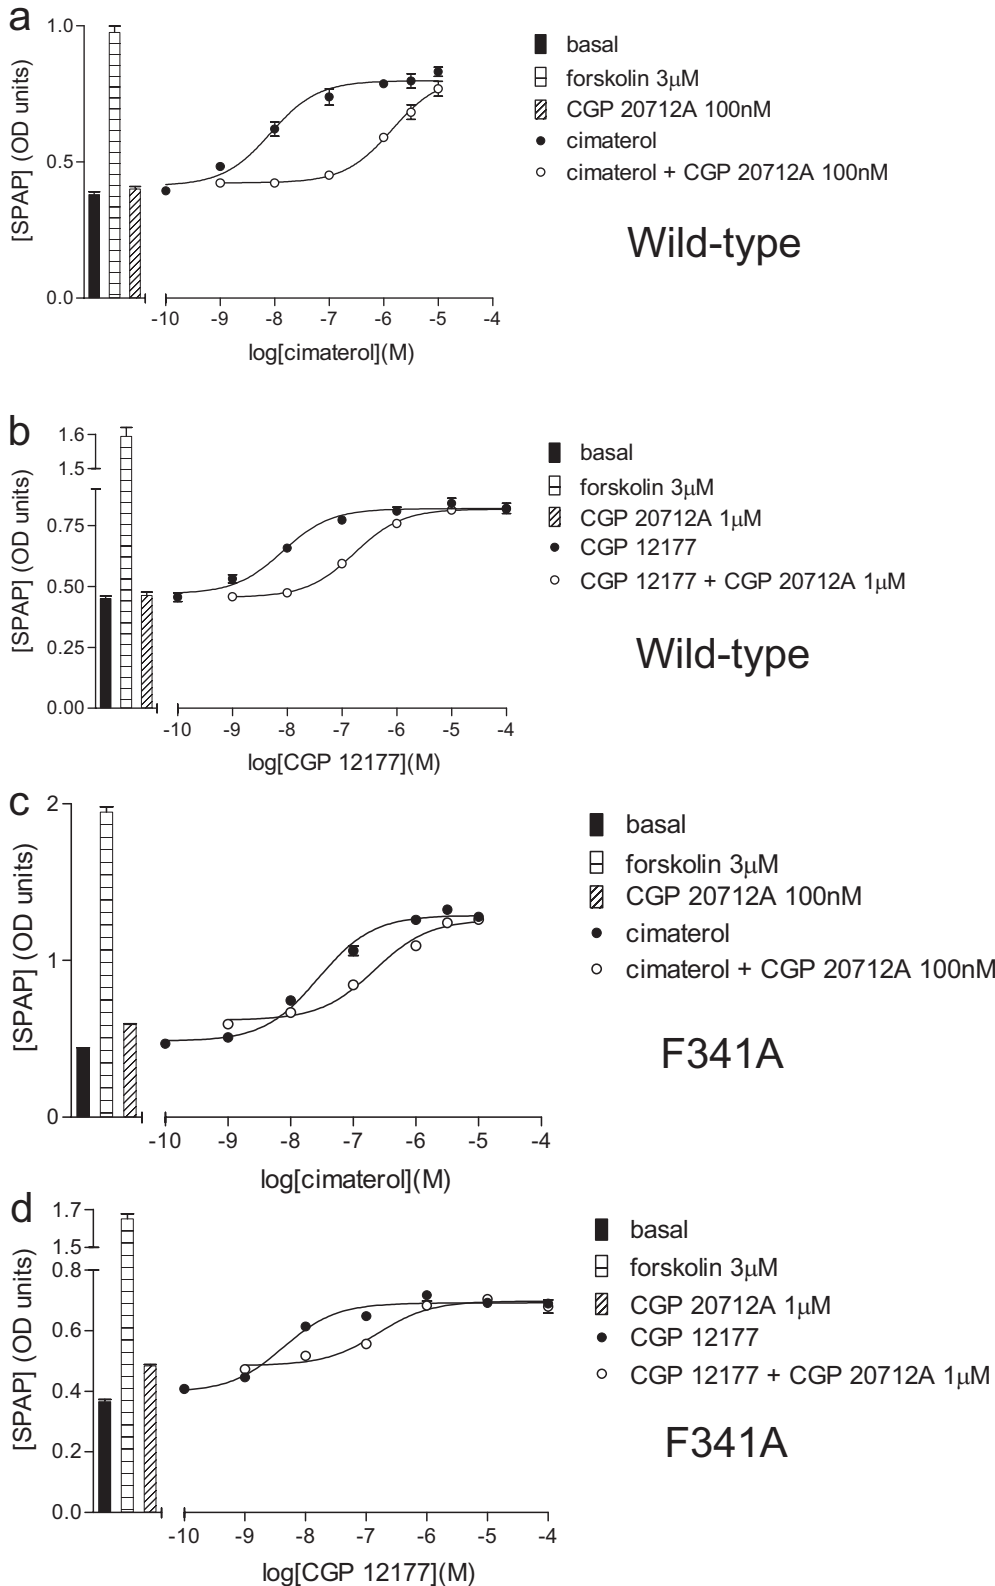 a
[SPAP] (OD units)
1.0
0.5
0.0
-10 -9 -8 -7 -6 -5 -4
log[cimaterol](M)
basal
forskolin 3μM
CGP 20712A 100nM
cimaterol
cimaterol + CGP 20712A 100nM
Wild-type
b
[SPAP] (OD units)
1.6
1.5
0.75
0.50
0.25
0.00
-10 -9 -8 -7 -6 -5 -4
log[CGP 12177](M)
basal
forskolin 3μM
CGP 20712A 1μM
CGP 12177
CGP 12177 + CGP 20712A 1μM
Wild-type
c
[SPAP] (OD units)
2
1
0
-10 -9 -8 -7 -6 -5 -4
log[cimaterol](M)
basal
forskolin 3μM
CGP 20712A 100nM
cimaterol
cimaterol + CGP 20712A 100nM
F341A
d
[SPAP] (OD units)
1.7
1.5
0.8
0.6
0.4
0.2
0.0
-10 -9 -8 -7 -6 -5 -4
log[CGP 12177](M)
basal
forskolin 3μM
CGP 20712A 1μM
CGP 12177
CGP 12177 + CGP 20712A 1μM
F341A